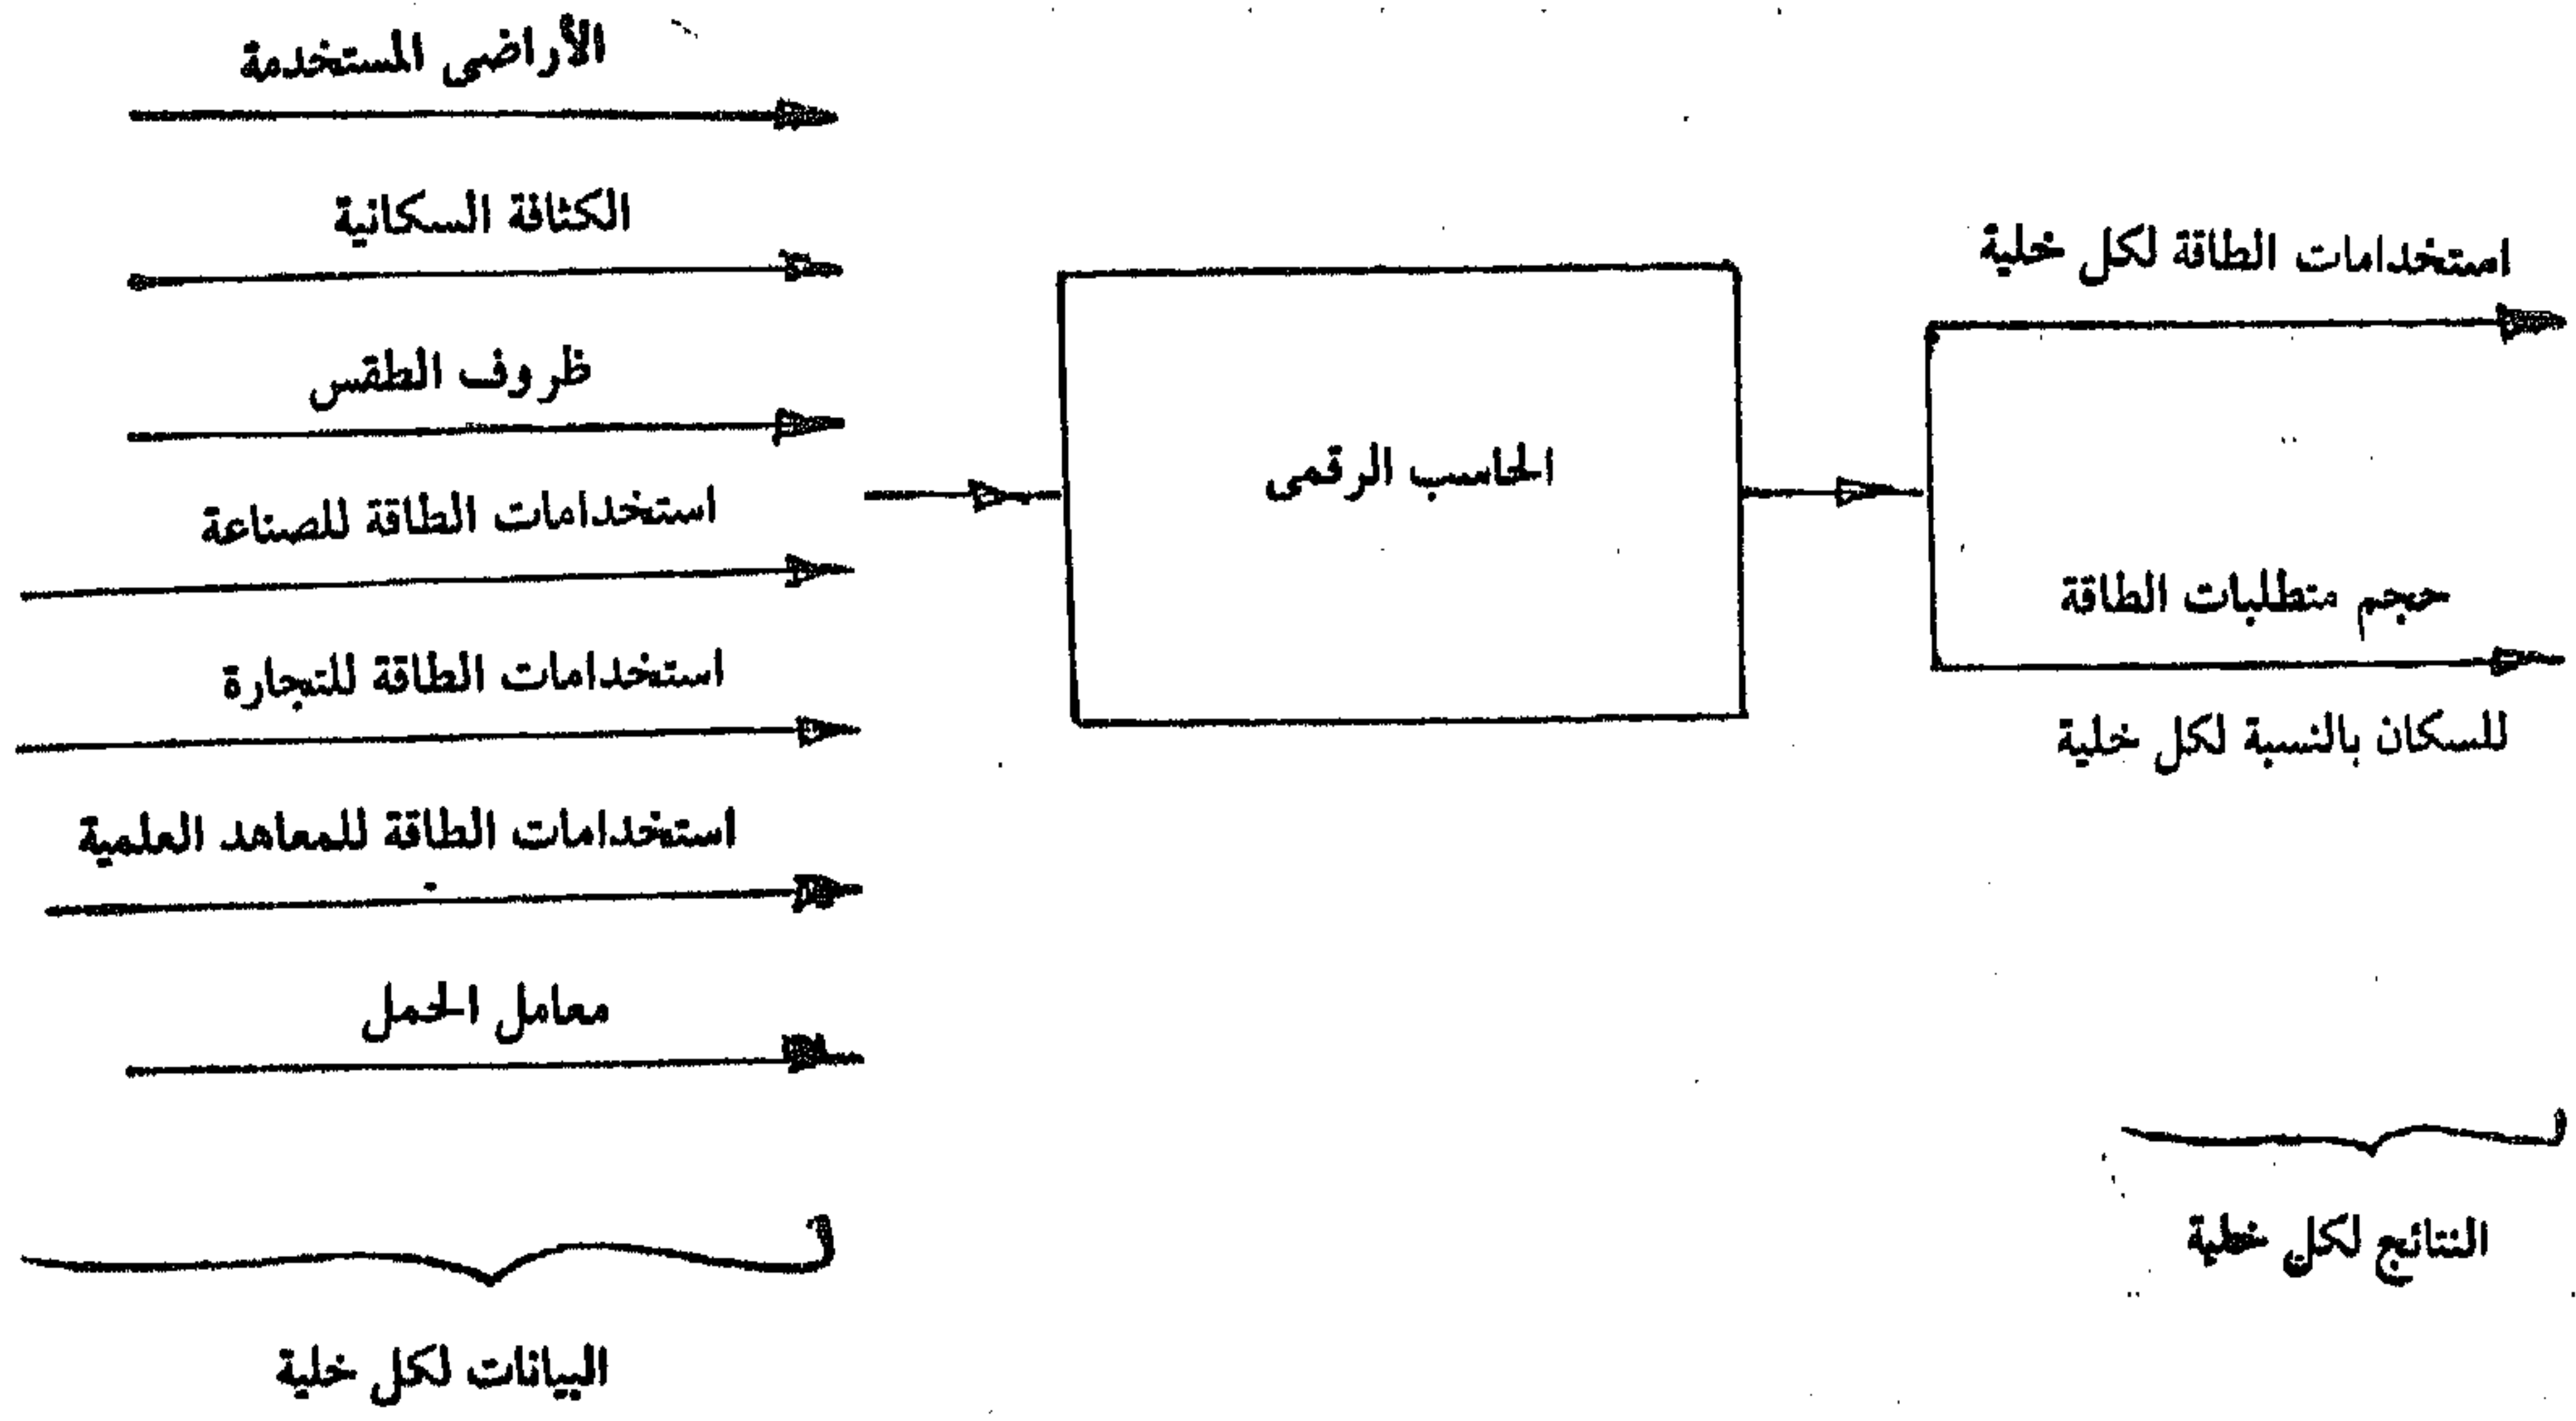 الأراضى المستخدمة
الكثافة السكانية
ظروف الطقس
استخدامات الطاقة للصناعة
استخدامات الطاقة للتجارة
استخدامات الطاقة للمعاهد العلمية
معامل الحمل
البيانات لكل خلية
الحاسب الرقمى
استخدامات الطاقة لكل خلية
حجم متطلبات الطاقة
للسكان بالنسبة لكل خلية
النتائج لكل خلية